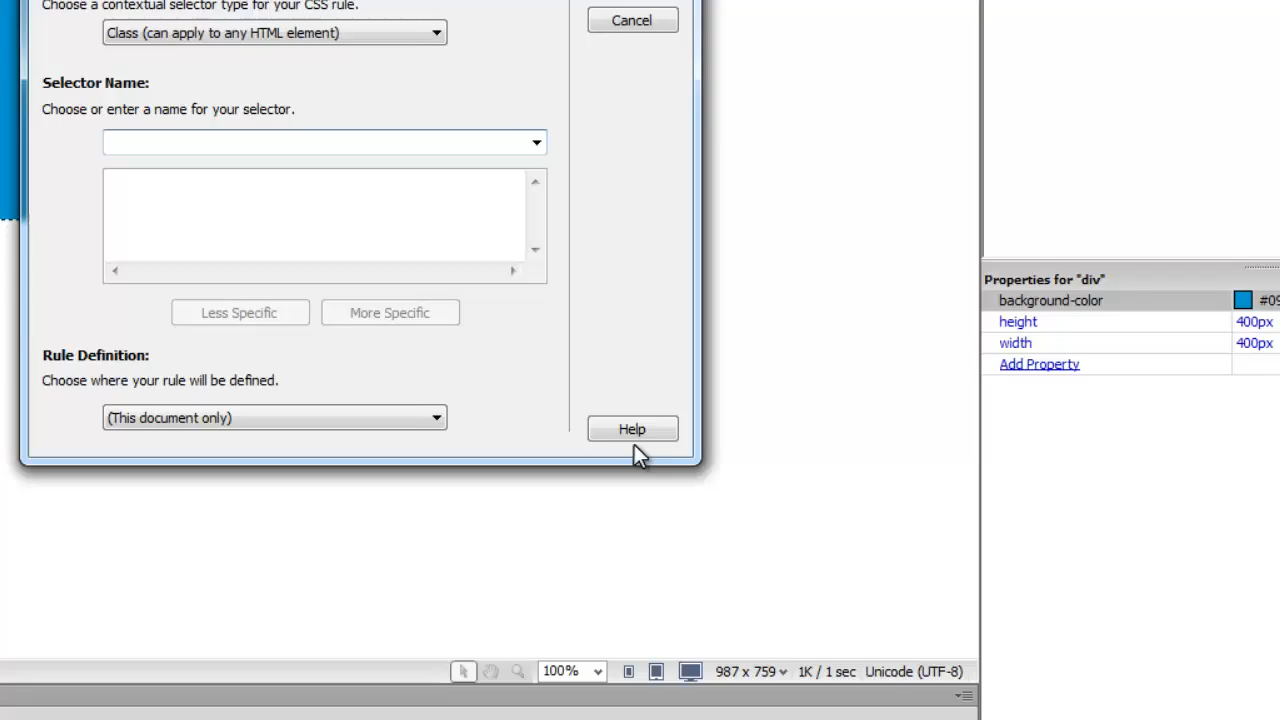 Choose a contextual selector type for your CSS rule.
Class (can apply to any HTML element)
Cancel
Selector Name:
Choose or enter a name for your selector.
Less Specific
More Specific
Rule Definition:
Choose where your rule will be defined.
(This document only)
Help
Properties for "div"
background-color #09
height 400px
width 400px
Add Property
100% 987 x 759 1K / 1 sec Unicode (UTF-8)